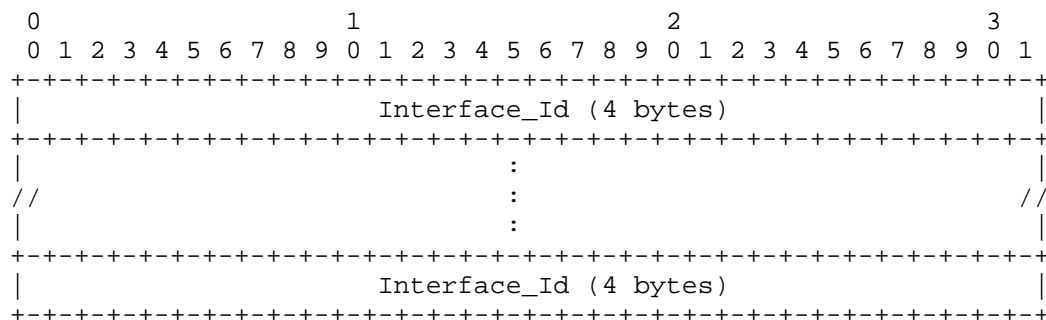 0                   1                   2                   3
 0 1 2 3 4 5 6 7 8 9 0 1 2 3 4 5 6 7 8 9 0 1 2 3 4 5 6 7 8 9 0 1
+-+-+-+-+-+-+-+-+-+-+-+-+-+-+-+-+-+-+-+-+-+-+-+-+-+-+-+-+-+-+-+-+
|                      Interface_Id (4 bytes)                   |
+-+-+-+-+-+-+-+-+-+-+-+-+-+-+-+-+-+-+-+-+-+-+-+-+-+-+-+-+-+-+-+-+
|                              :                                |
//                             :                               //
|                              :                                |
+-+-+-+-+-+-+-+-+-+-+-+-+-+-+-+-+-+-+-+-+-+-+-+-+-+-+-+-+-+-+-+-+
|                      Interface_Id (4 bytes)                   |
+-+-+-+-+-+-+-+-+-+-+-+-+-+-+-+-+-+-+-+-+-+-+-+-+-+-+-+-+-+-+-+-+